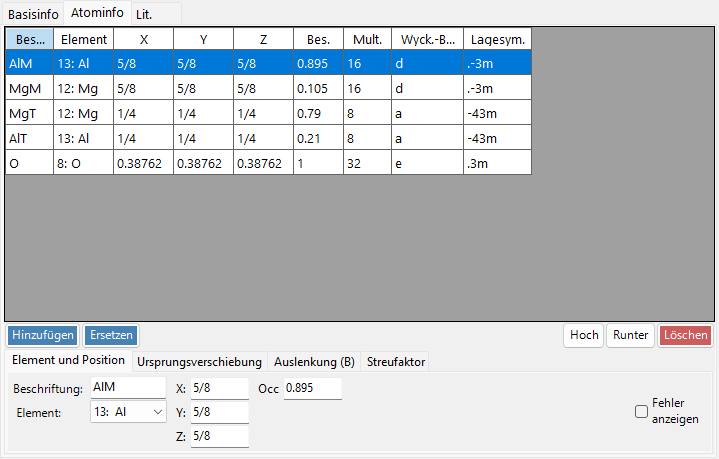 Basisinfo Atominfo Lit.
Bes... Element X Y Z Bes. Mult. Wyck.-B... Lagesym.
AlM 13: Al 5/8 5/8 5/8 0.895 16 d .-3m
MgM 12: Mg 5/8 5/8 5/8 0.105 16 d .-3m
MgT 12: Mg 1/4 1/4 1/4 0.79 8 a -43m
AlT 13: Al 1/4 1/4 1/4 0.21 8 a -43m
O 8: O 0.38762 0.38762 0.38762 1 32 e .3m
Hinzufügen Ersetzen Hoch Runter Löschen
Element und Position Ursprungsverschiebung Auslenkung (B) Streufaktor
Beschriftung: AlM X: 5/8 Occ 0.895
Element: 13: Al Y: 5/8 Fehler anzeigen
Z: 5/8